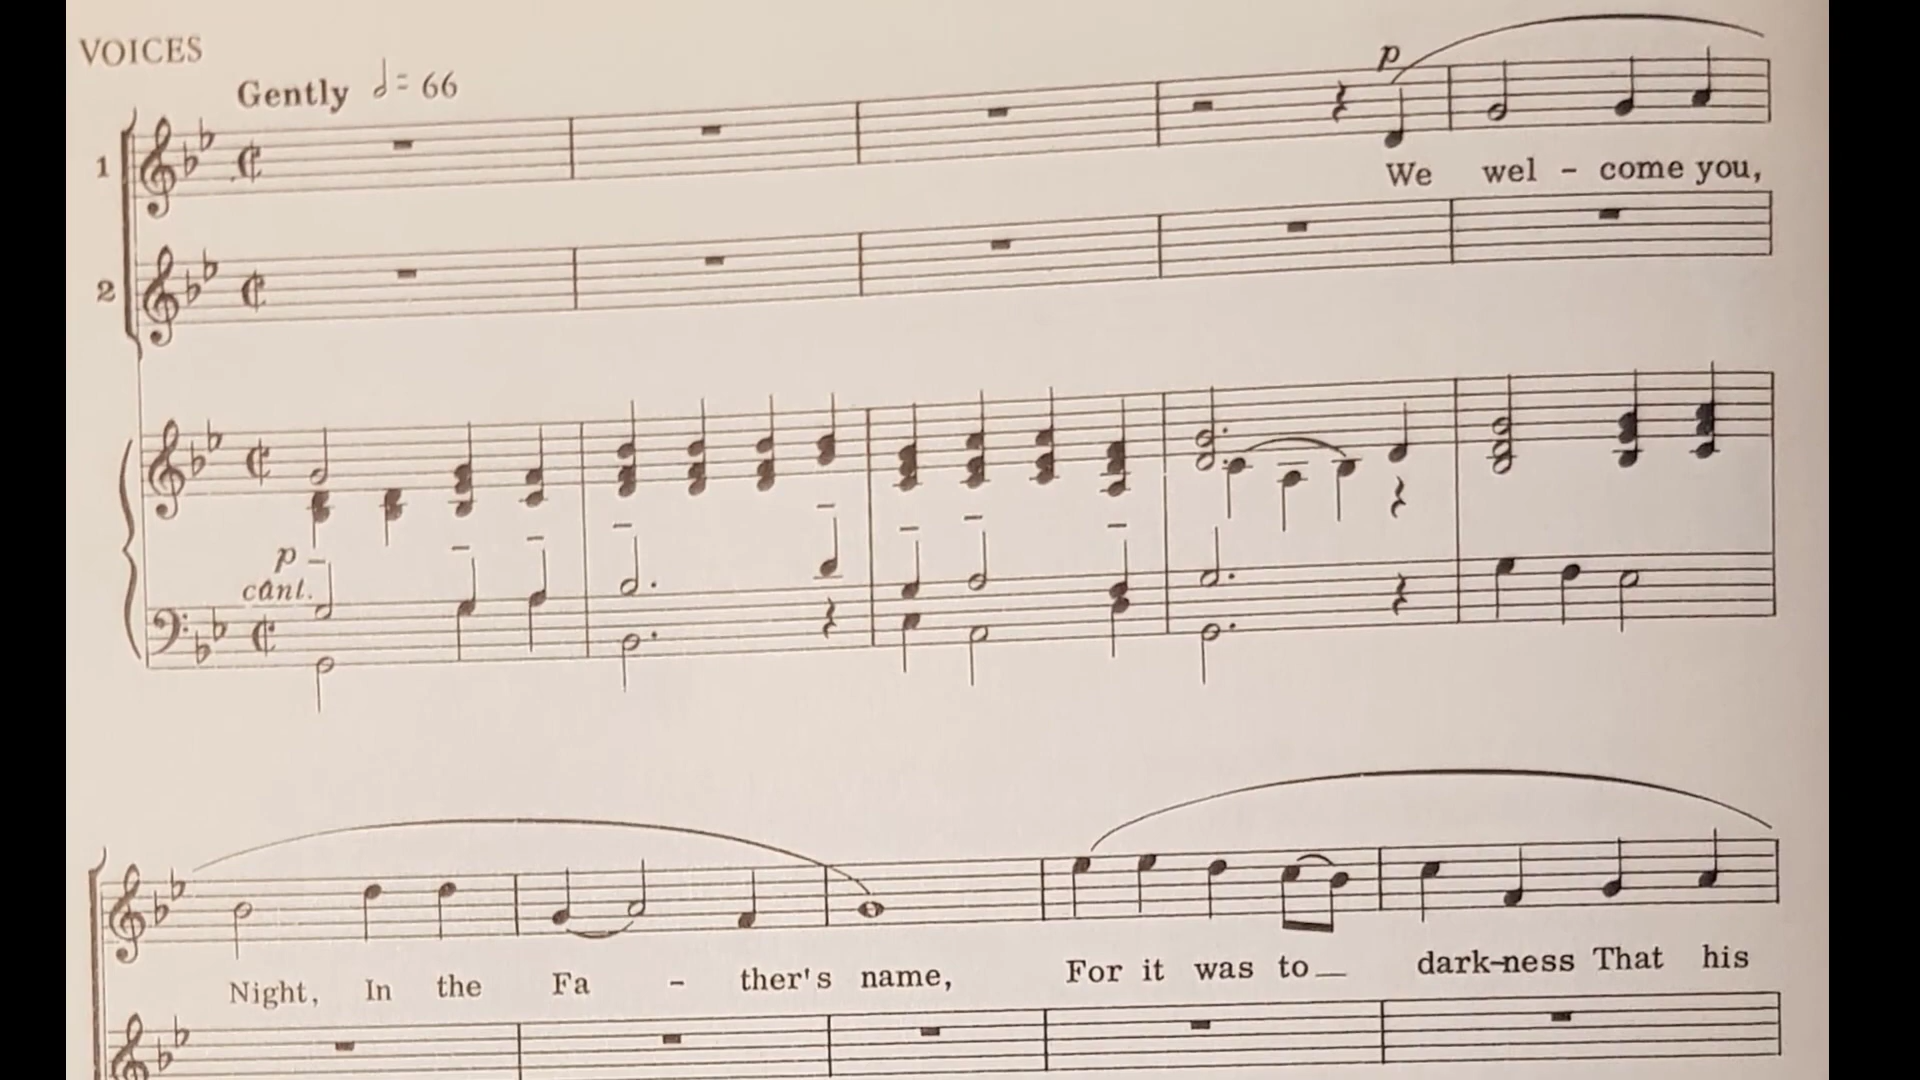 VOICES
Gently 𝅗𝅥 = 66
p
1
We wel - come you,
2
p
cant.
Night, In the Fa - ther's name, For it was to_ dark-ness That his